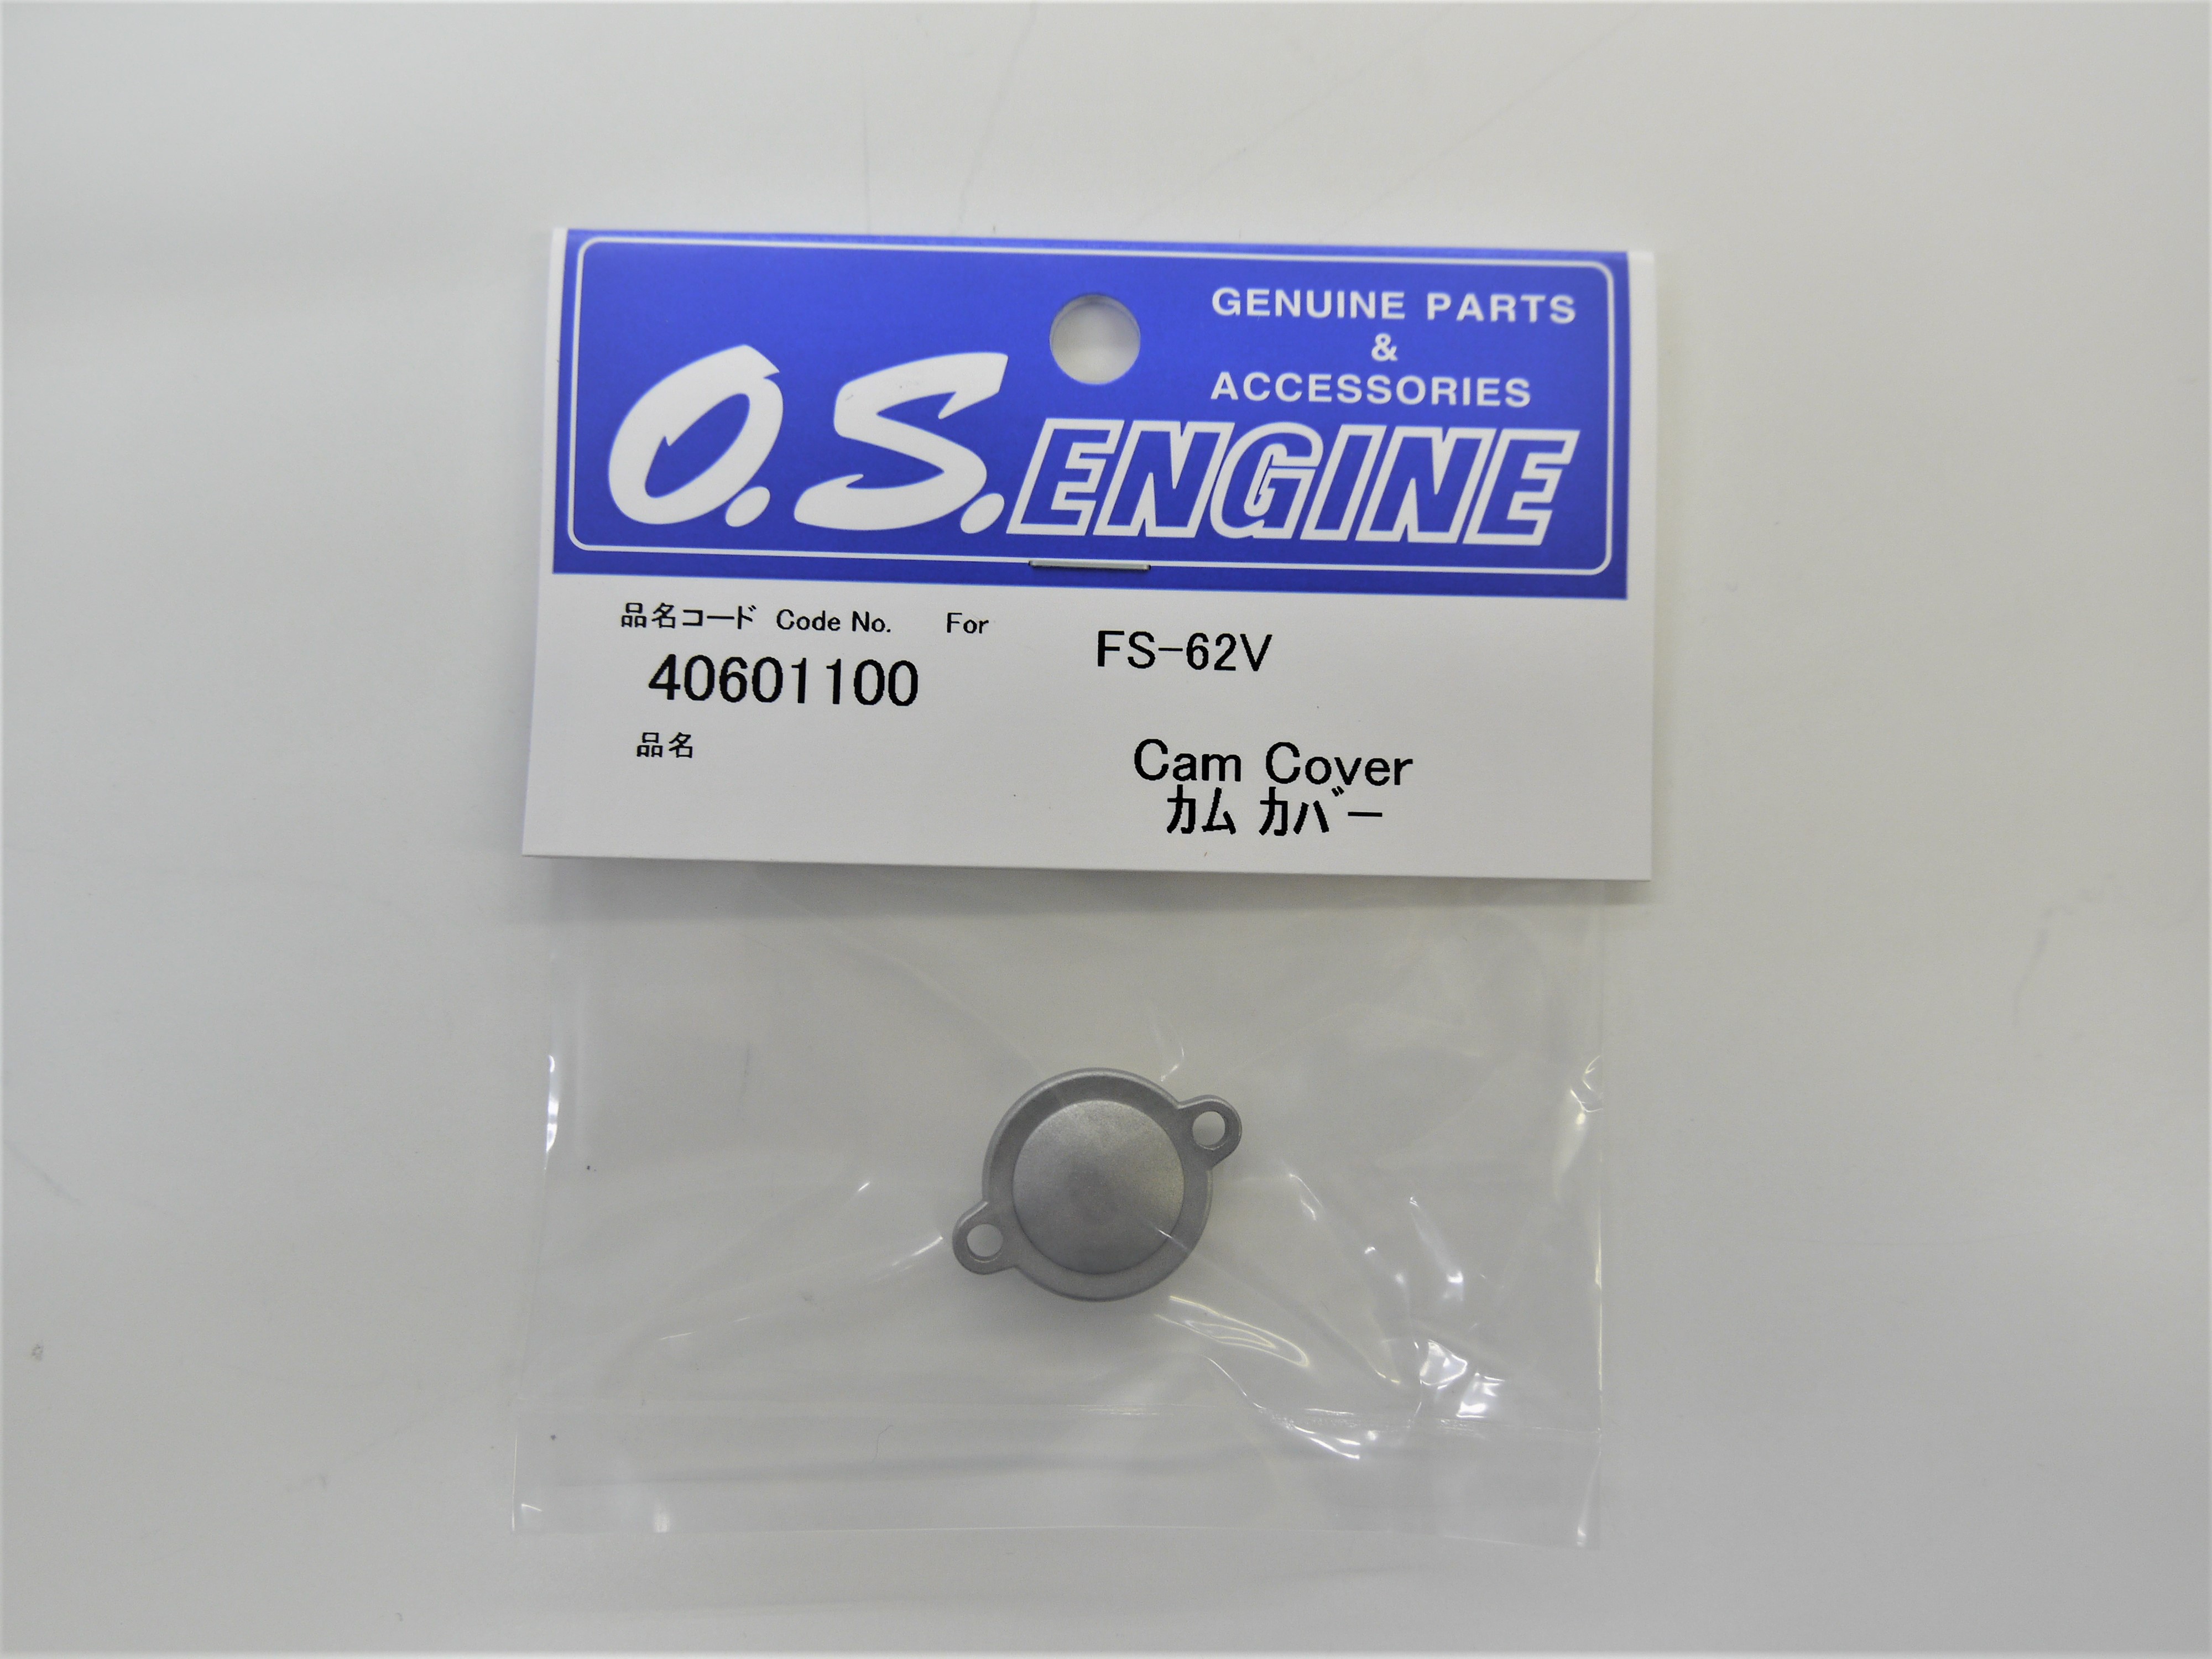 GENUINE PARTS
&
ACCESSORIES
O.S.ENGINE
品名コード Code No. For FS-62V
40601100
品名
Cam Cover
カム カバー